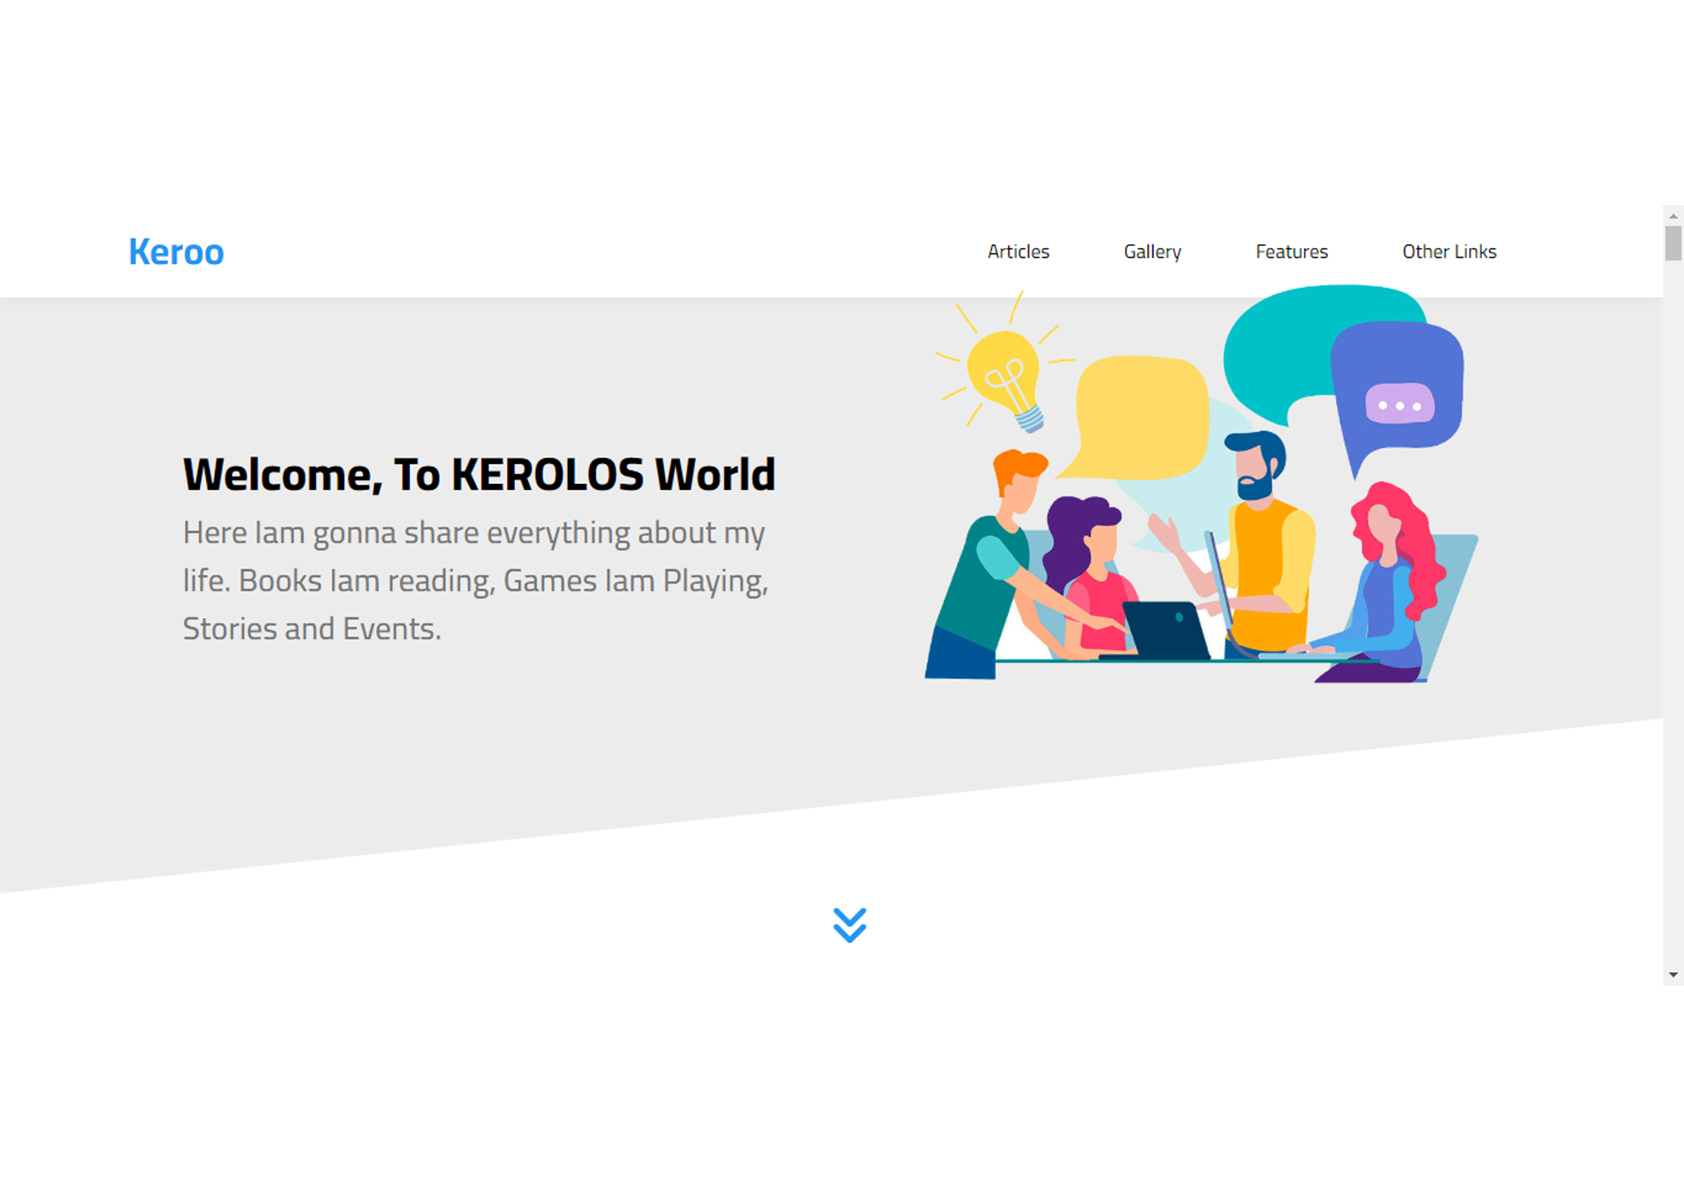 Keroo
Articles
Gallery
Features
Other Links
Welcome, To KEROLOS World
Here Iam gonna share everything about my
life. Books Iam reading, Games Iam Playing,
Stories and Events.